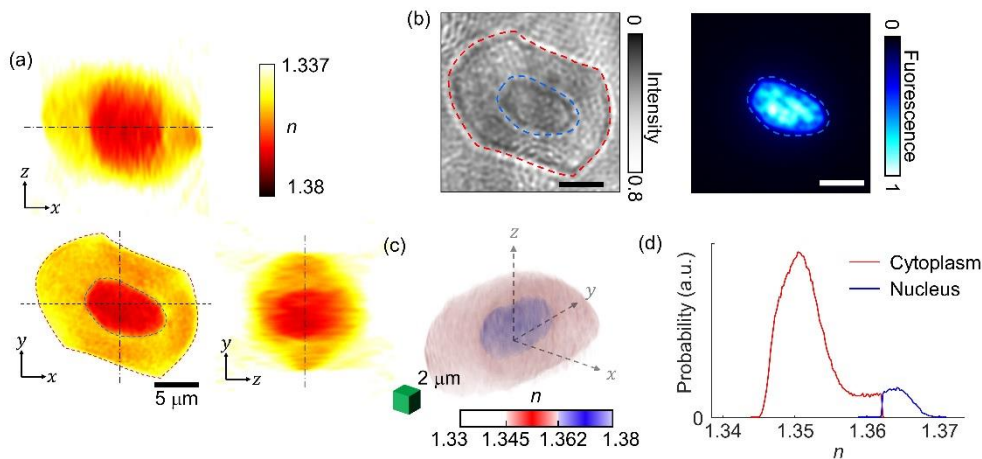 (a)
1.337
n
1.38
z
x
y
x
5 μm
y
z
(b)
Intensity
0
0.8
Fuorescence
0
1
(c)
z
y
x
2 μm
n
1.33 1.345 1.362 1.38
(d)
Cytoplasm
Nucleus
Probability (a.u.)
0
1.34 1.35 1.36 1.37
n